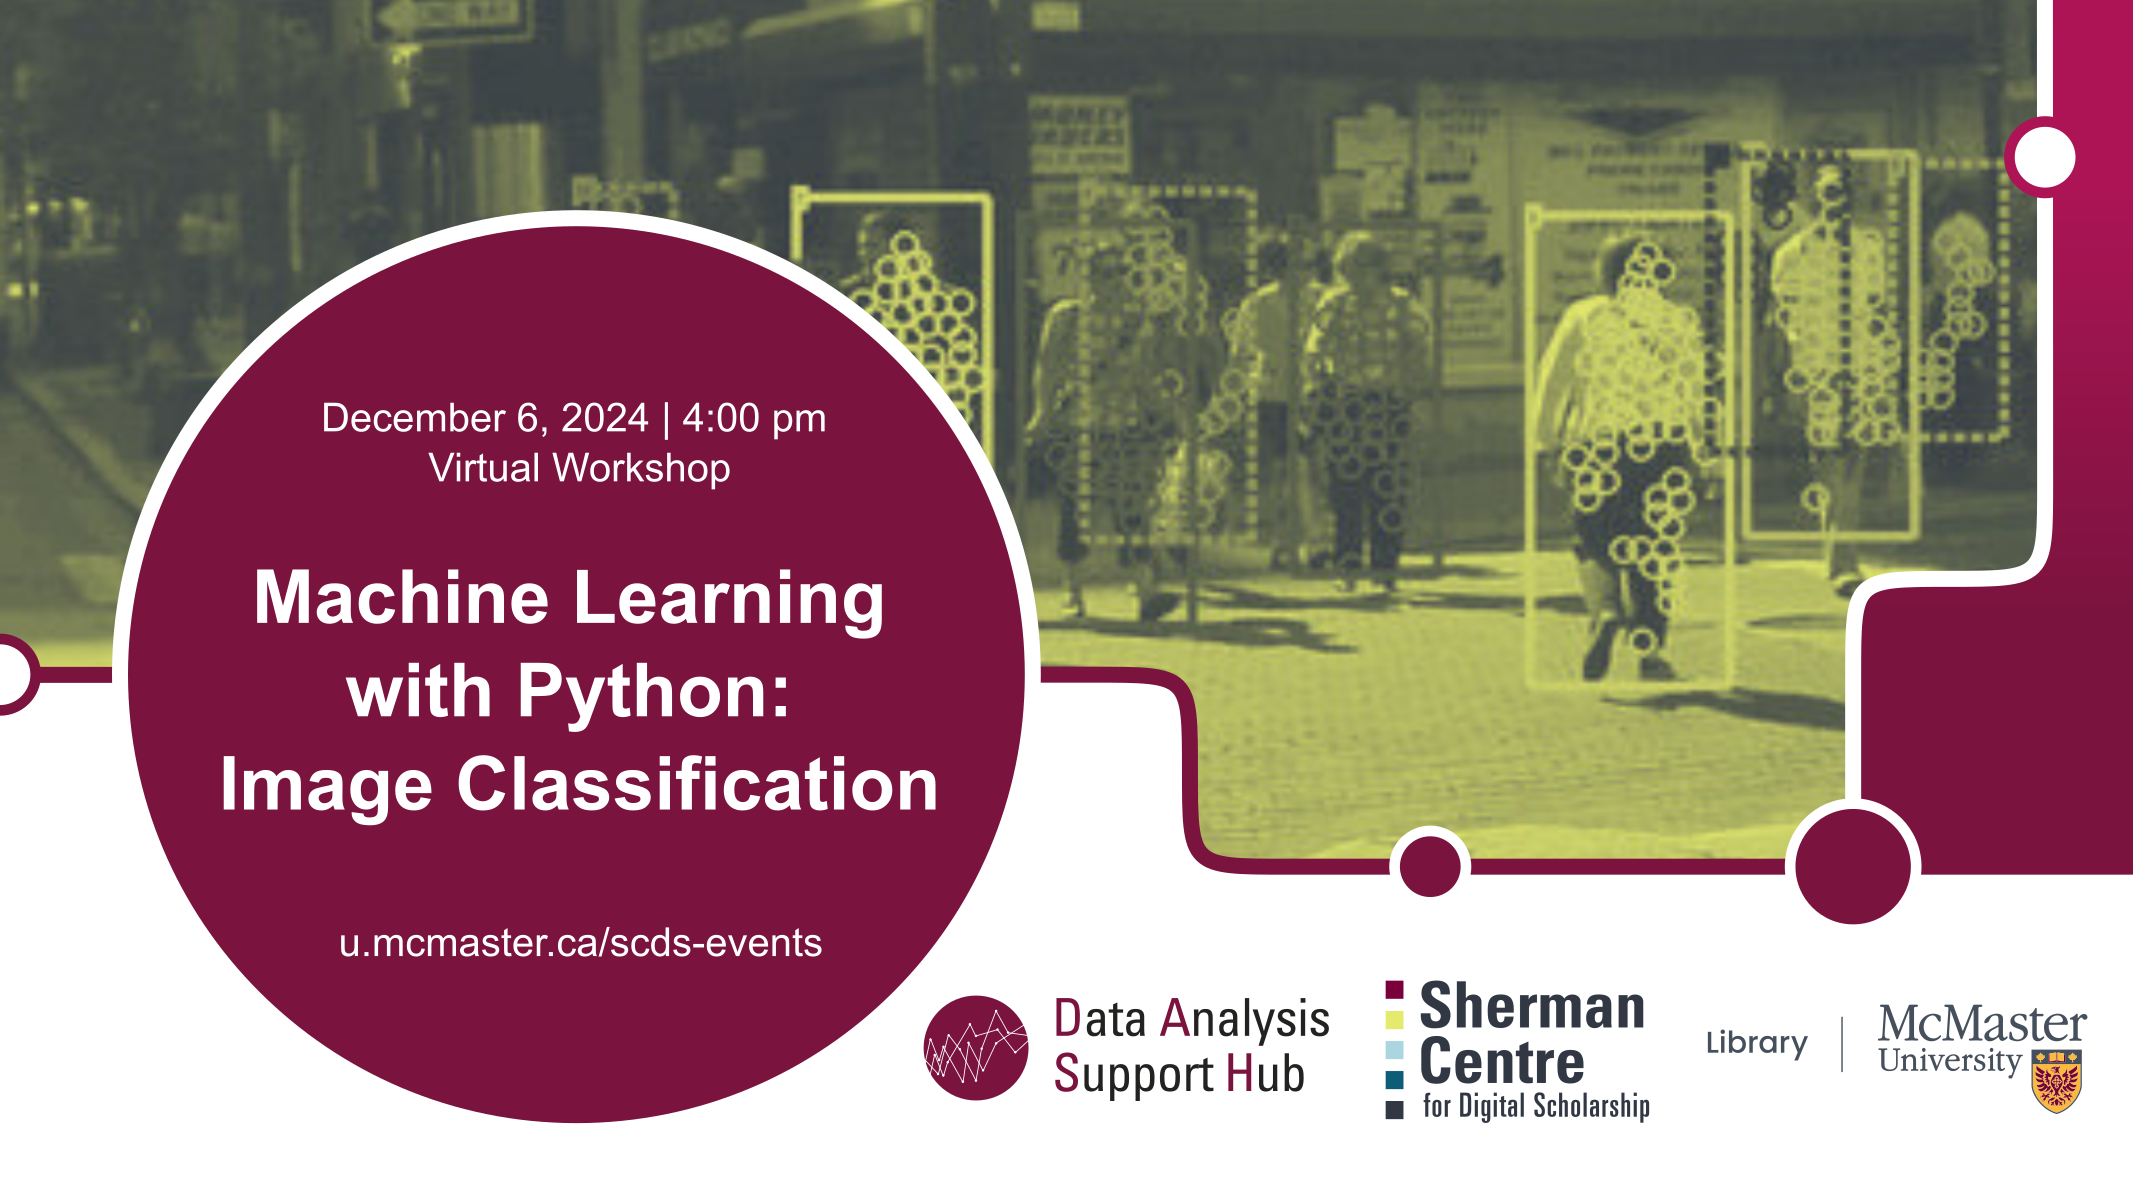 December 6, 2024 | 4:00 pm
Virtual Workshop
Machine Learning
with Python:
Image Classification
u.mcmaster.ca/scds-events
Data Analysis
Support Hub
Sherman
Centre
for Digital Scholarship
Library
McMaster
University